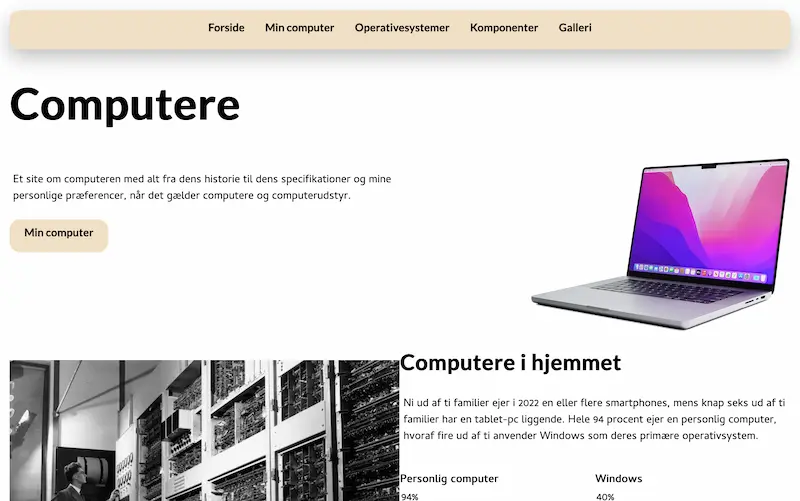 Forside Min computer Operativesystemer Komponenter Galleri
Computere
Et site om computeren med alt fra dens historie til dens specifikationer og mine
personlige præferencer, når det gælder computere og computerudstyr.
Min computer
Computere i hjemmet
Ni ud af ti familier ejer i 2022 en eller flere smartphones, mens knap seks ud af ti
familier har en tablet-pc liggende. Hele 94 procent ejer en personlig computer,
hvoraf fire ud af ti anvender Windows som deres primære operativsystem.
Personlig computer Windows
94% 40%